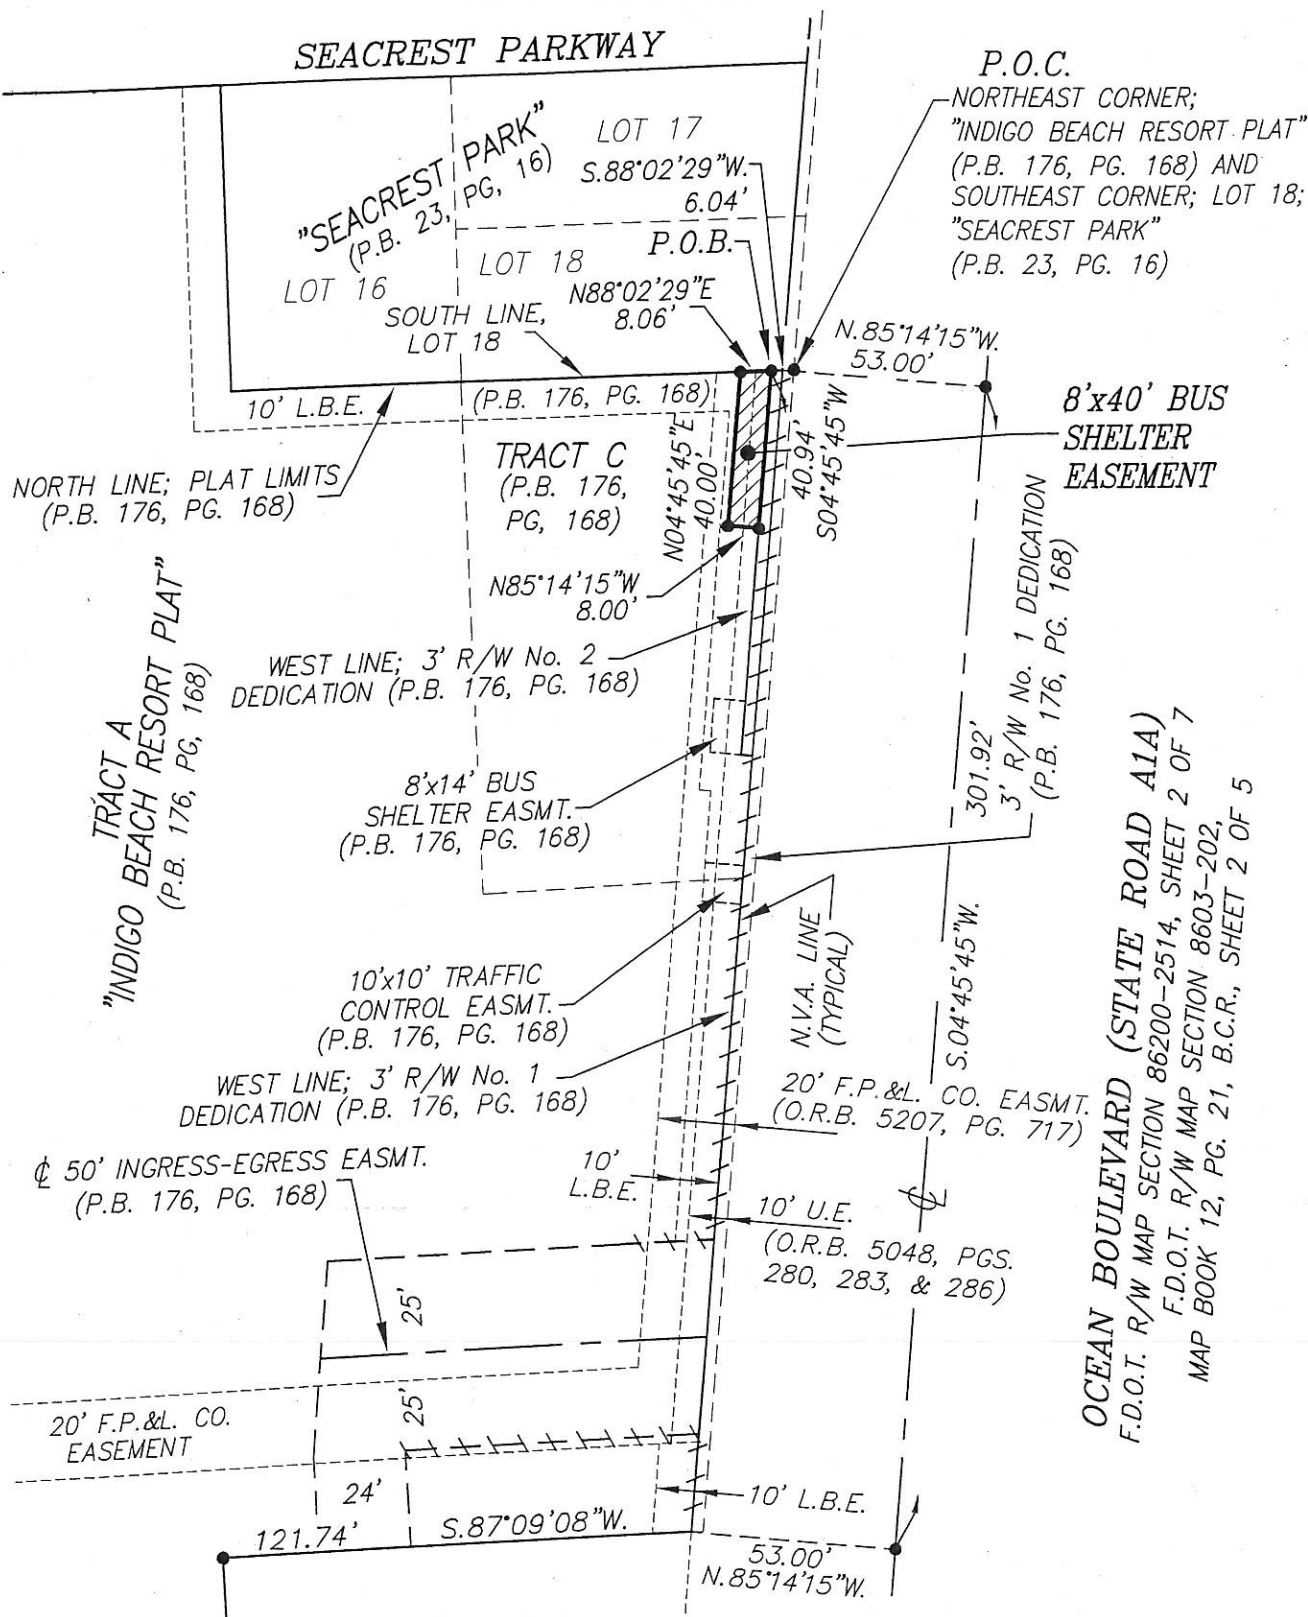 SEACREST PARKWAY
P.O.C.
NORTHEAST CORNER;
"INDIGO BEACH RESORT PLAT"
(P.B. 176, PG. 168) AND
SOUTHEAST CORNER; LOT 18;
"SEACREST PARK"
(P.B. 23, PG. 16)
"SEACREST PARK"
(P.B. 23, PG, 16)
LOT 17
S.88°02'29"W.
6.04'
P.O.B.
LOT 18
LOT 16
N88°02'29"E
8.06'
SOUTH LINE,
LOT 18
N.85°14'15"W.
53.00'
10' L.B.E.
(P.B. 176, PG. 168)
8'x40' BUS
SHELTER
EASEMENT
NORTH LINE; PLAT LIMITS
(P.B. 176, PG. 168)
TRACT C
(P.B. 176,
PG, 168)
N04°45'45"E
40.00'
40.94'
S04°45'45"W
N85°14'15"W
8.00'
WEST LINE; 3' R/W No. 2
DEDICATION (P.B. 176, PG. 168)
301.92'
3' R/W No. 1 DEDICATION
(P.B. 176, PG. 168)
TRACT A
"INDIGO BEACH RESORT PLAT"
(P.B. 176, PG, 168)
8'x14' BUS
SHELTER EASMT.
(P.B. 176, PG. 168)
10'x10' TRAFFIC
CONTROL EASMT.
(P.B. 176, PG. 168)
N.V.A. LINE
(TYPICAL)
S.04°45'45"W.
WEST LINE; 3' R/W No. 1
DEDICATION (P.B. 176, PG. 168)
20' F.P.&L. CO. EASMT.
(O.R.B. 5207, PG. 717)
OCEAN BOULEVARD (STATE ROAD A1A)
F.D.O.T. R/W MAP SECTION 86200-2514, SHEET 2 OF 7
F.D.O.T. R/W MAP SECTION 8603-202,
MAP BOOK 12, PG. 21, B.C.R., SHEET 2 OF 5
℄ 50' INGRESS-EGRESS EASMT.
(P.B. 176, PG. 168)
10'
L.B.E.
10' U.E.
(O.R.B. 5048, PGS.
280, 283, & 286)
℄
25'
25'
20' F.P.&L. CO.
EASEMENT
24'
10' L.B.E.
121.74'
S.87°09'08"W.
53.00'
N.85°14'15"W.